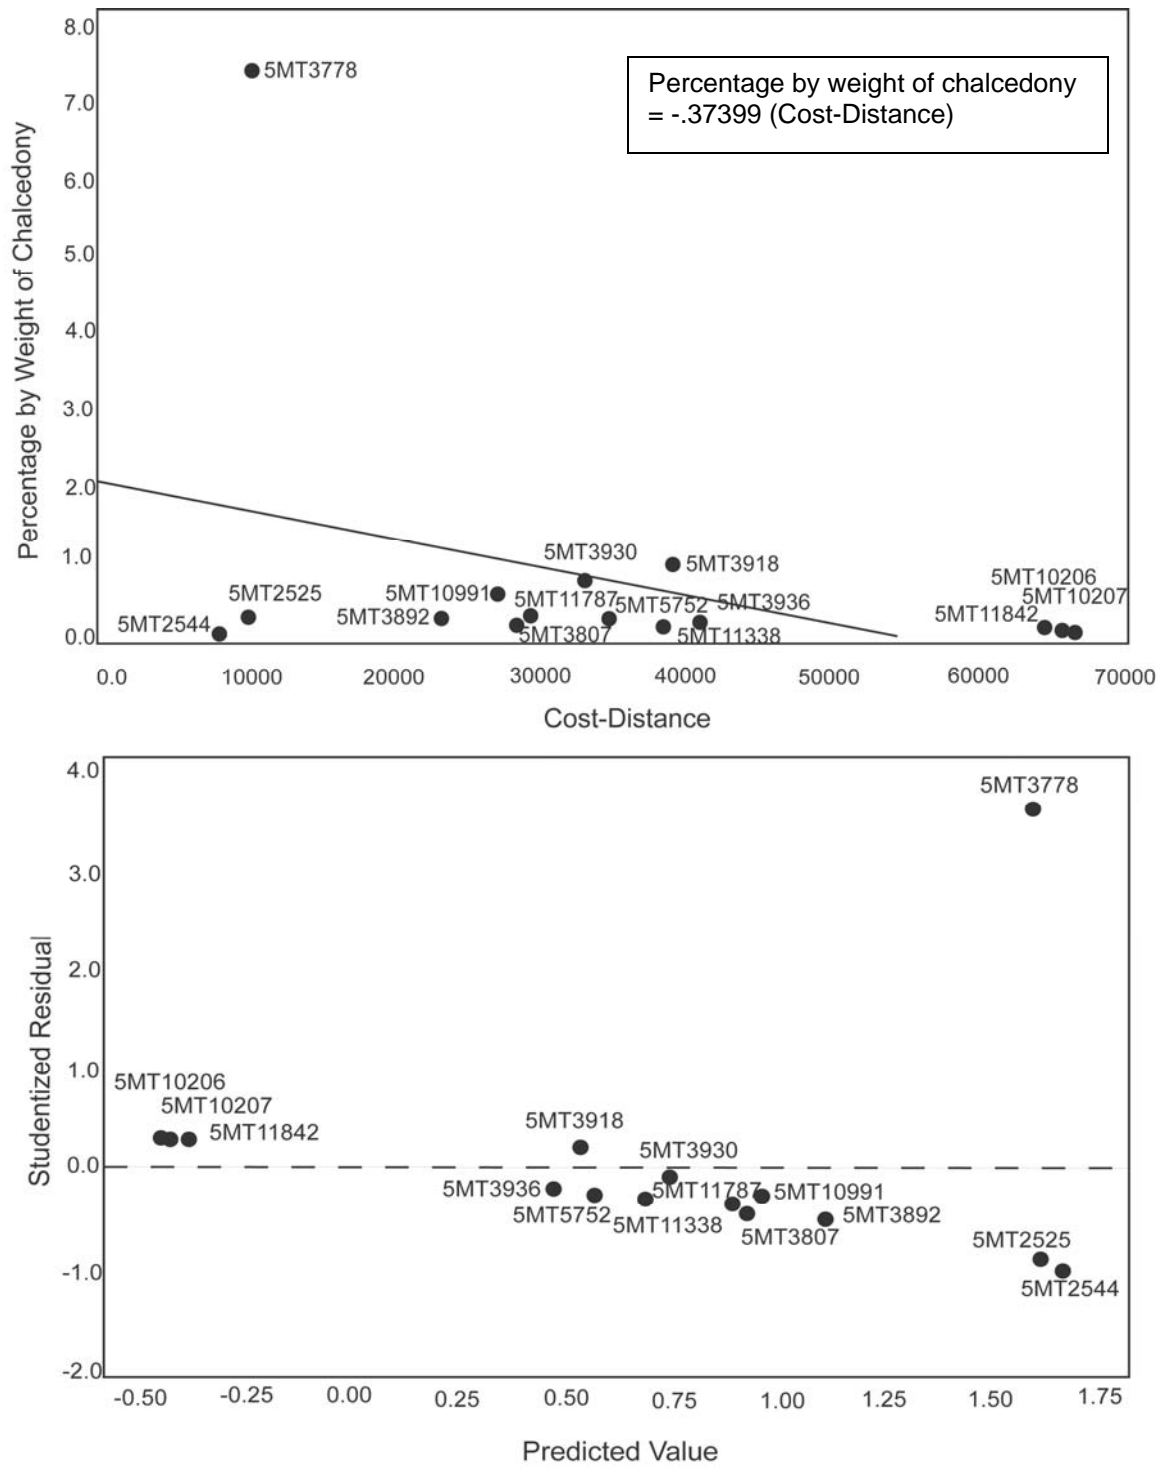 8.0
7.0
6.0
5.0
4.0
3.0
2.0
1.0
0.0
Percentage by Weight of Chalcedony
5MT3778
Percentage by weight of chalcedony
= -.37399 (Cost-Distance)
5MT3930
5MT3918
5MT10206
5MT10207
5MT2525
5MT10991
5MT11787
5MT5752
5MT3936
5MT11842
5MT2544
5MT3892
5MT3807
5MT11338
0.0 10000 20000 30000 40000 50000 60000 70000
Cost-Distance
4.0
3.0
2.0
1.0
0.0
-1.0
-2.0
Studentized Residual
5MT3778
5MT10206
5MT10207
5MT11842
5MT3918
5MT3930
5MT3936
5MT11787
5MT10991
5MT5752
5MT11338
5MT3892
5MT3807
5MT2525
5MT2544
-0.50 -0.25 0.00 0.25 0.50 0.75 1.00 1.25 1.50 1.75
Predicted Value